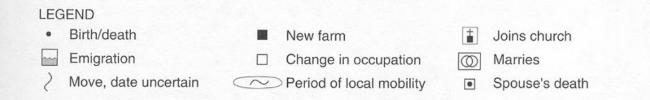 LEGEND
Birth/death New farm Joins church
Emigration Change in occupation Marries
Move, date uncertain Period of local mobility Spouse's death